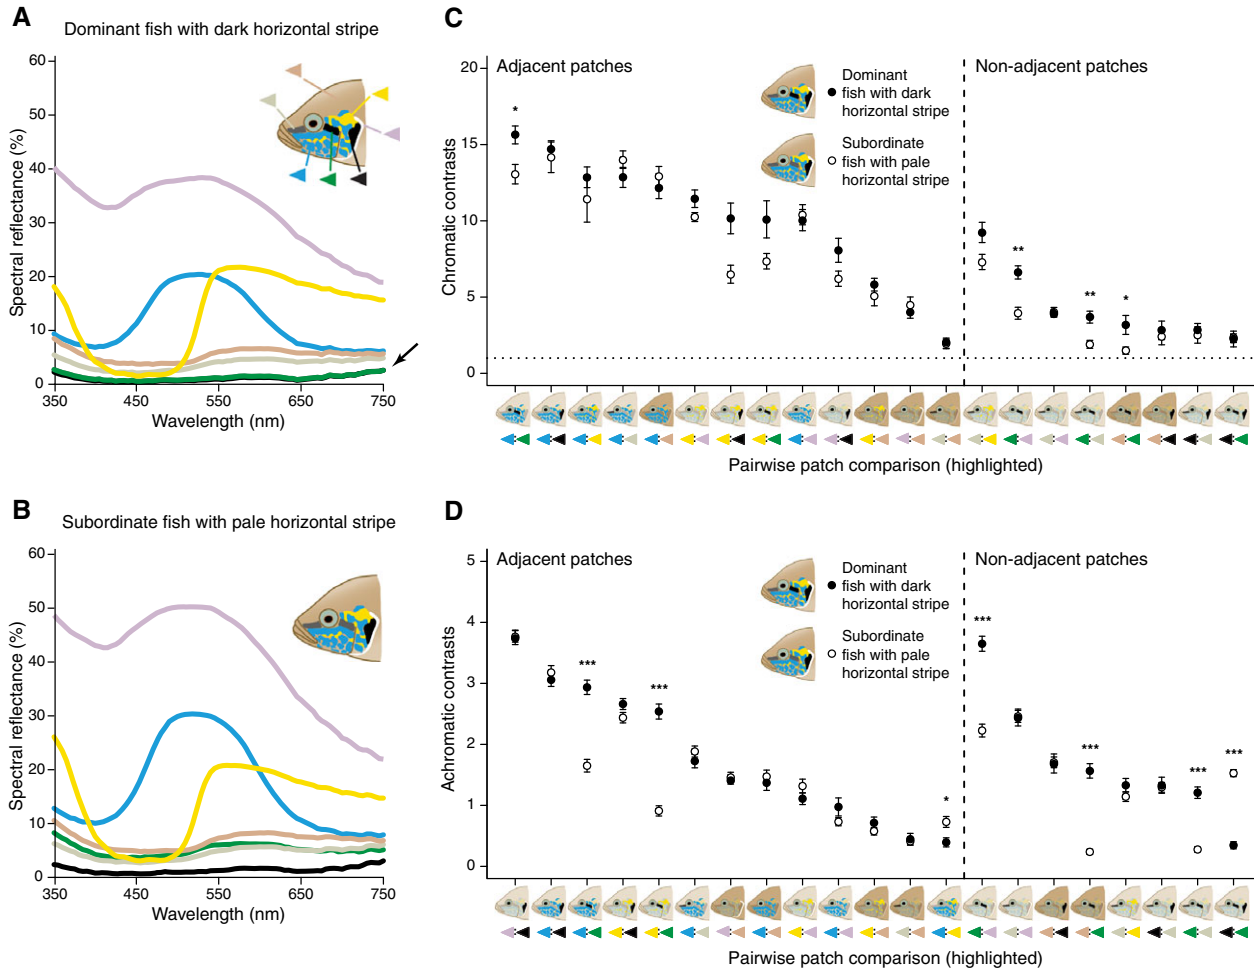 A
Dominant fish with dark horizontal stripe
60
50
40
30
20
10
0
350
450
550
650
750
Spectral reflectance (%)
Wavelength (nm)
B
Subordinate fish with pale horizontal stripe
60
50
40
30
20
10
0
350
450
550
650
750
Spectral reflectance (%)
Wavelength (nm)
C
Adjacent patches
Non-adjacent patches
Dominant
fish with dark
horizontal stripe
Subordinate
fish with pale
horizontal stripe
20
15
10
5
0
Chromatic contrasts
*
**
**
*
Pairwise patch comparison (highlighted)
D
Adjacent patches
Non-adjacent patches
Dominant
fish with dark
horizontal stripe
Subordinate
fish with pale
horizontal stripe
5
4
3
2
1
0
Achromatic contrasts
***
***
*
***
***
***
***
Pairwise patch comparison (highlighted)